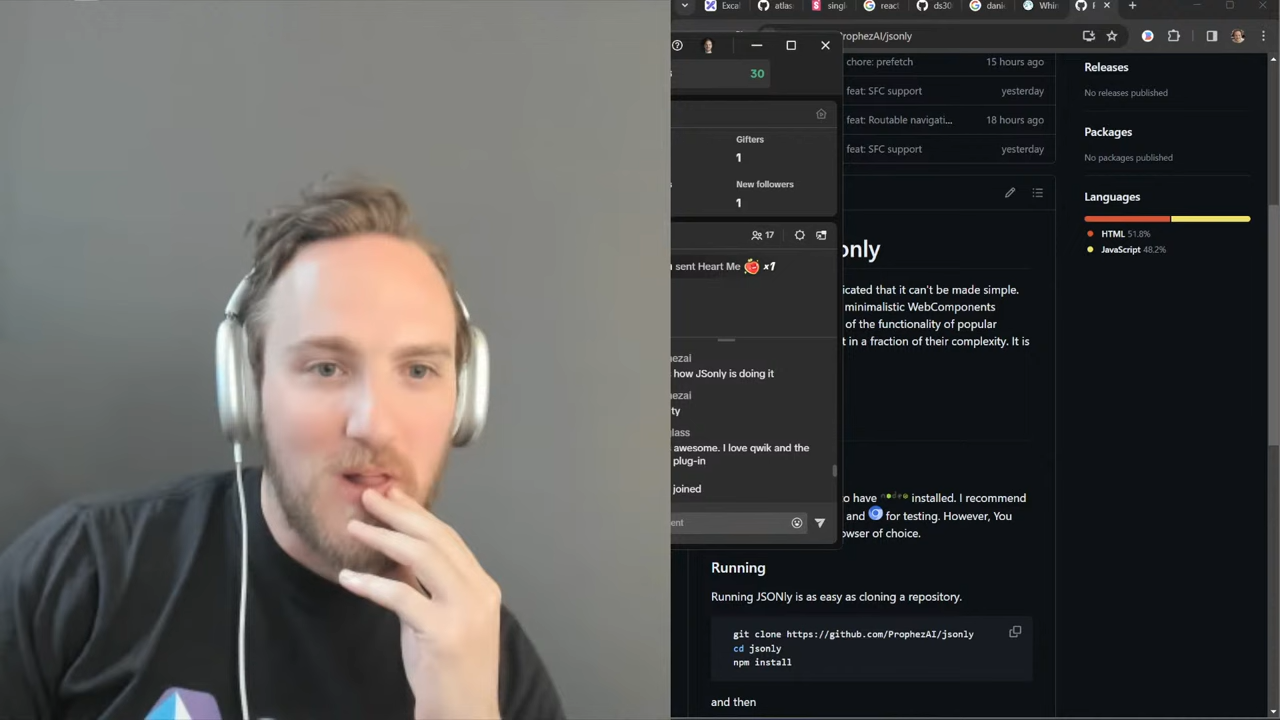 Excal
atlas
singl
react
ds30
dani
Whin
ProphezAI/jsonly
30
Gifters
1
New followers
1
17
sent Heart Me x1
ezai
how JSonly is doing it
ezai
ty
lass
awesome. I love qwik and the
plug-in
joined
ent
chore: prefetch 15 hours ago
feat: SFC support yesterday
feat: Routable navigati... 18 hours ago
feat: SFC support yesterday
only
icated that it can't be made simple.
minimalistic WebComponents
of the functionality of popular
t in a fraction of their complexity. It is
o have node installed. I recommend
and for testing. However, You
owser of choice.
Running
Running JSONly is as easy as cloning a repository.
git clone https://github.com/ProphezAI/jsonly
cd jsonly
npm install
and then
Releases
No releases published
Packages
No packages published
Languages
HTML 51.8%
JavaScript 48.2%